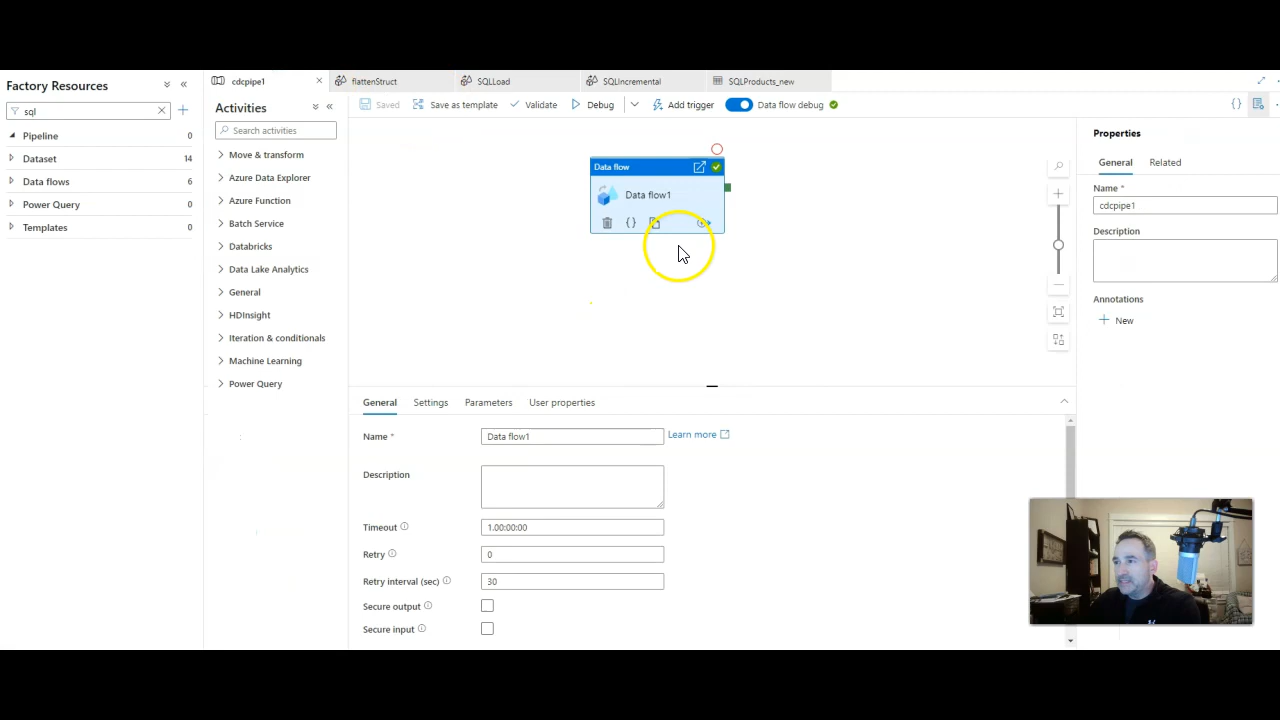 Factory Resources
sql
Pipeline 0
Dataset 14
Data flows 6
Power Query 0
Templates 0
cdcpipe1
flattenStruct
SQLLoad
SQLIncremental
SQLProducts_new
Activities
Search activities
Move & transform
Azure Data Explorer
Azure Function
Batch Service
Databricks
Data Lake Analytics
General
HDInsight
Iteration & conditionals
Machine Learning
Power Query
Saved
Save as template
Validate
Debug
Add trigger
Data flow debug
Data flow
Data flow1
General
Settings
Parameters
User properties
Name *
Data flow1
Learn more
Description
Timeout
1.00:00:00
Retry
0
Retry interval (sec)
30
Secure output
Secure input
Properties
General
Related
Name *
cdcpipe1
Description
Annotations
New